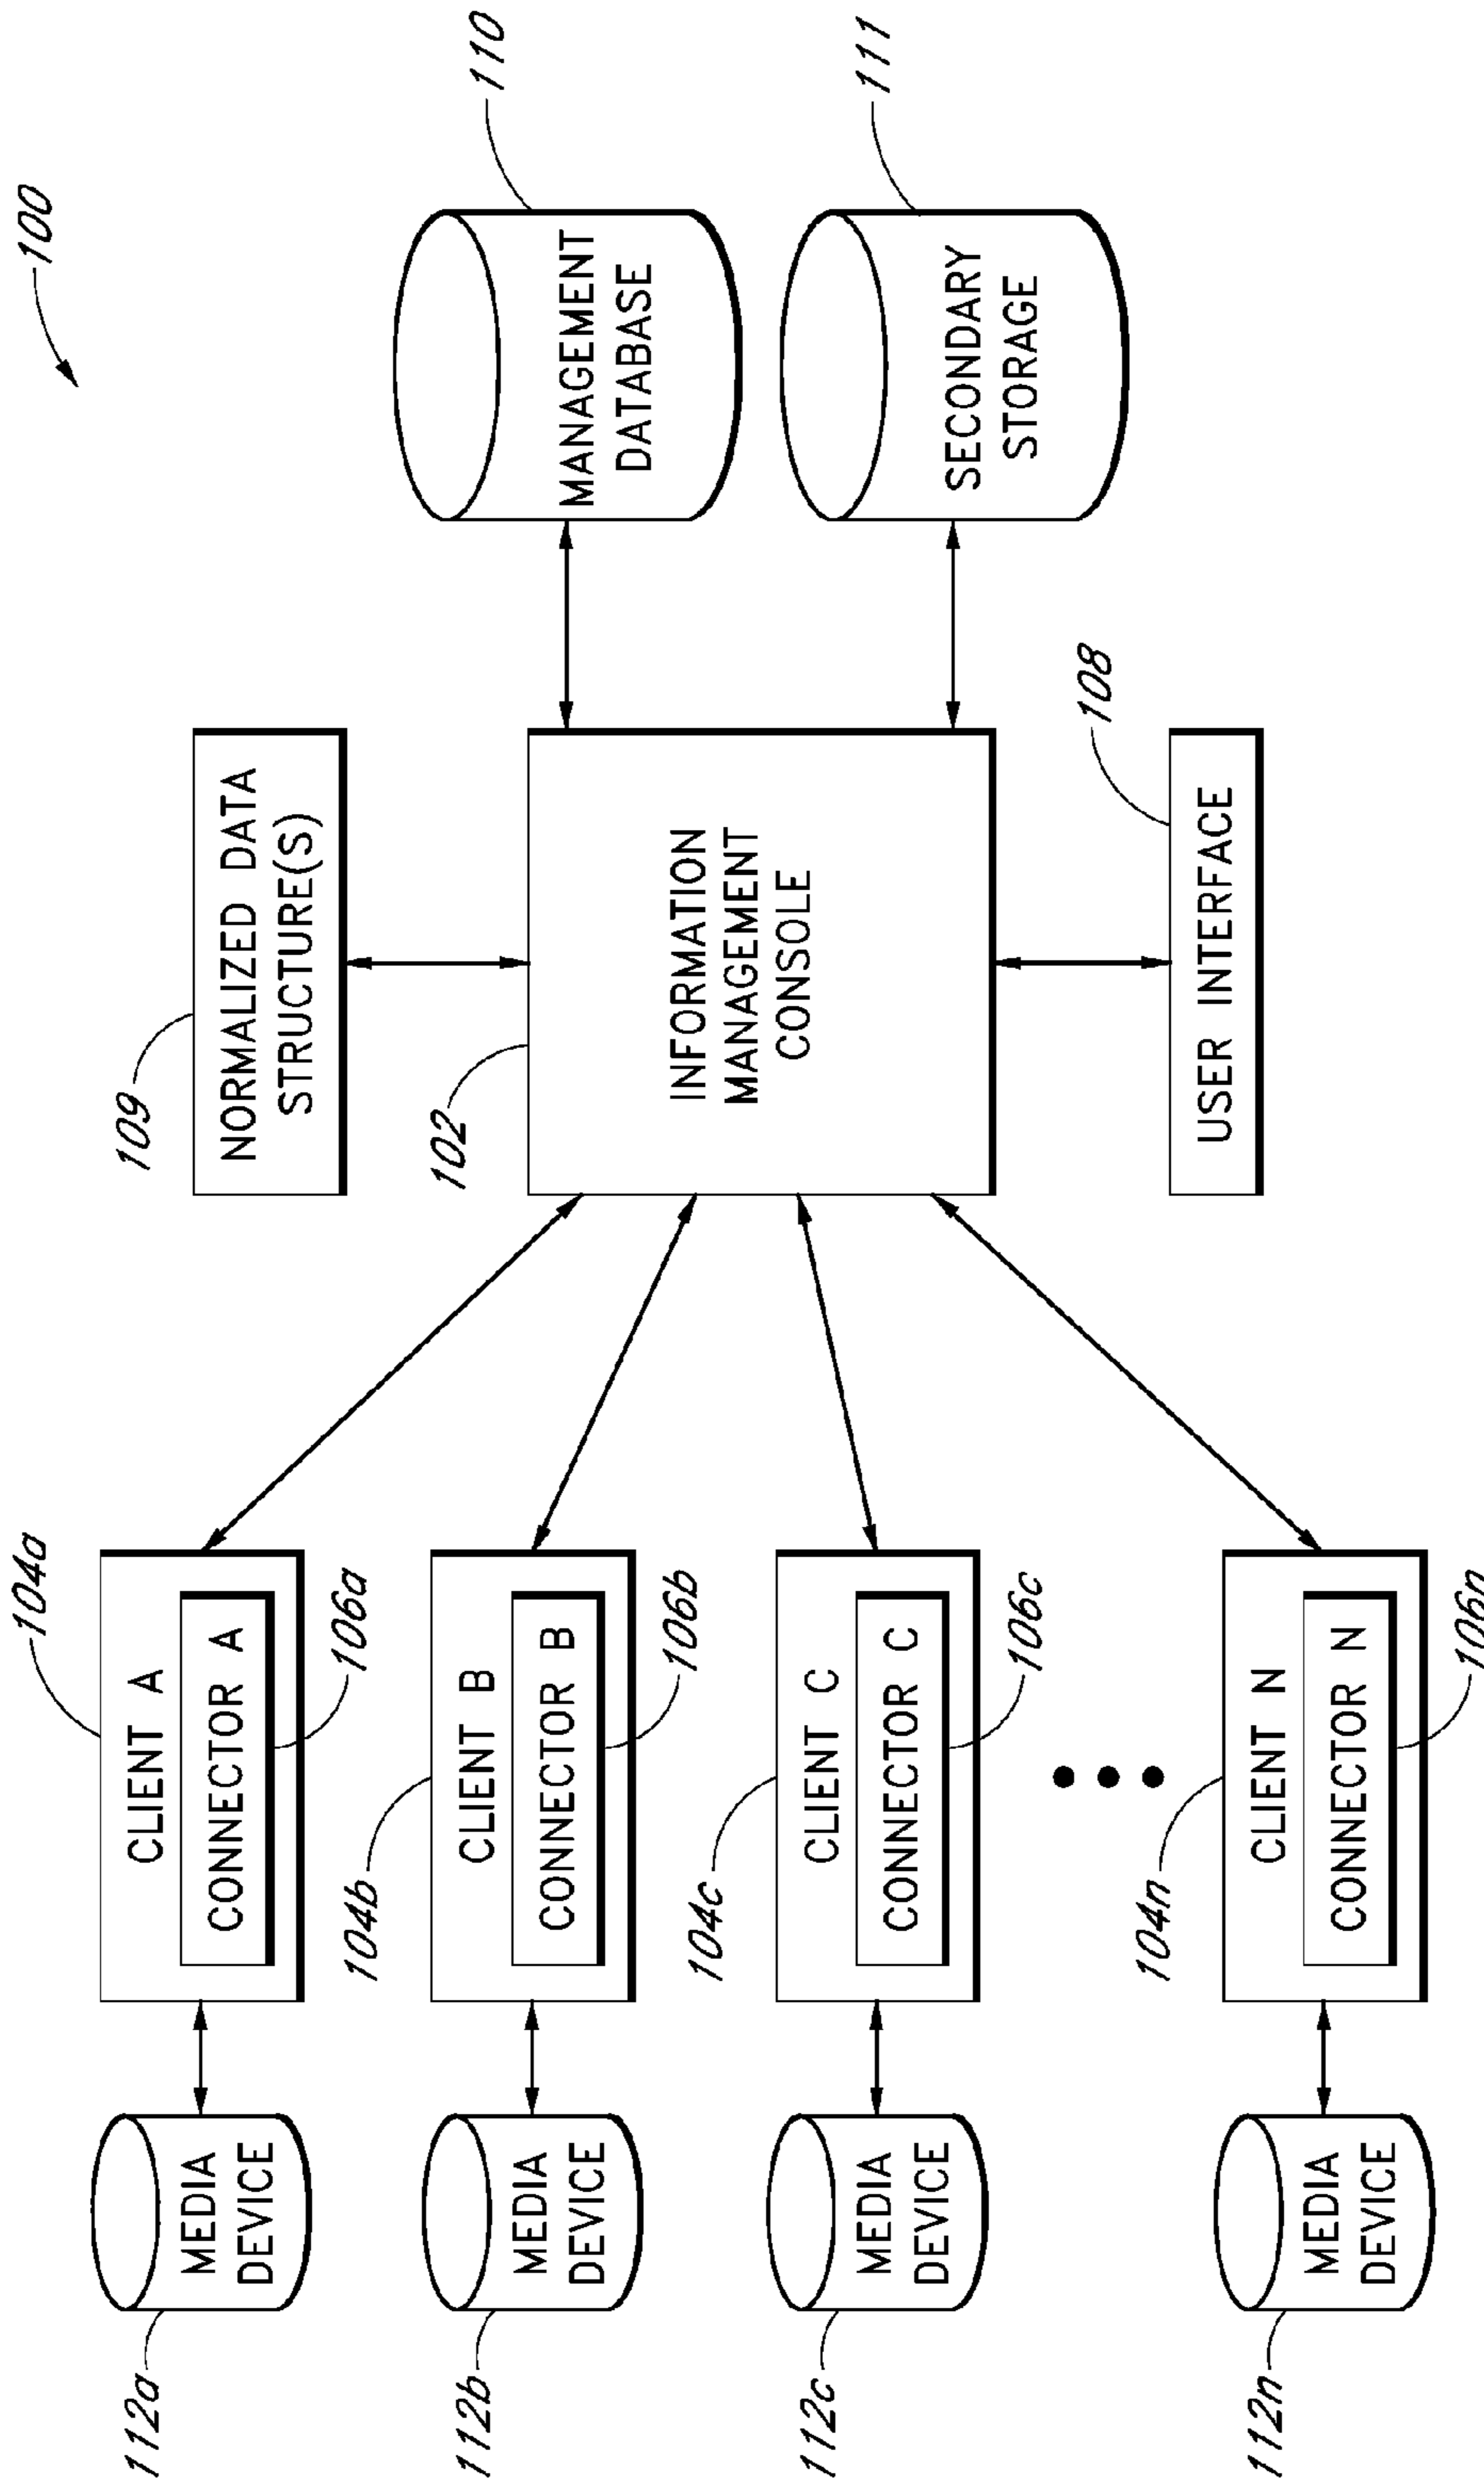 100
109
NORMALIZED DATA
STRUCTURE(S)
104a
CLIENT A
CONNECTOR A
106a
112a
MEDIA
DEVICE
102
INFORMATION
MANAGEMENT
CONSOLE
110
MANAGEMENT
DATABASE
104b
CLIENT B
CONNECTOR B
106b
112b
MEDIA
DEVICE
111
SECONDARY
STORAGE
104c
CLIENT C
CONNECTOR C
106c
112c
MEDIA
DEVICE
108
USER INTERFACE
104n
CLIENT N
CONNECTOR N
106n
112n
MEDIA
DEVICE